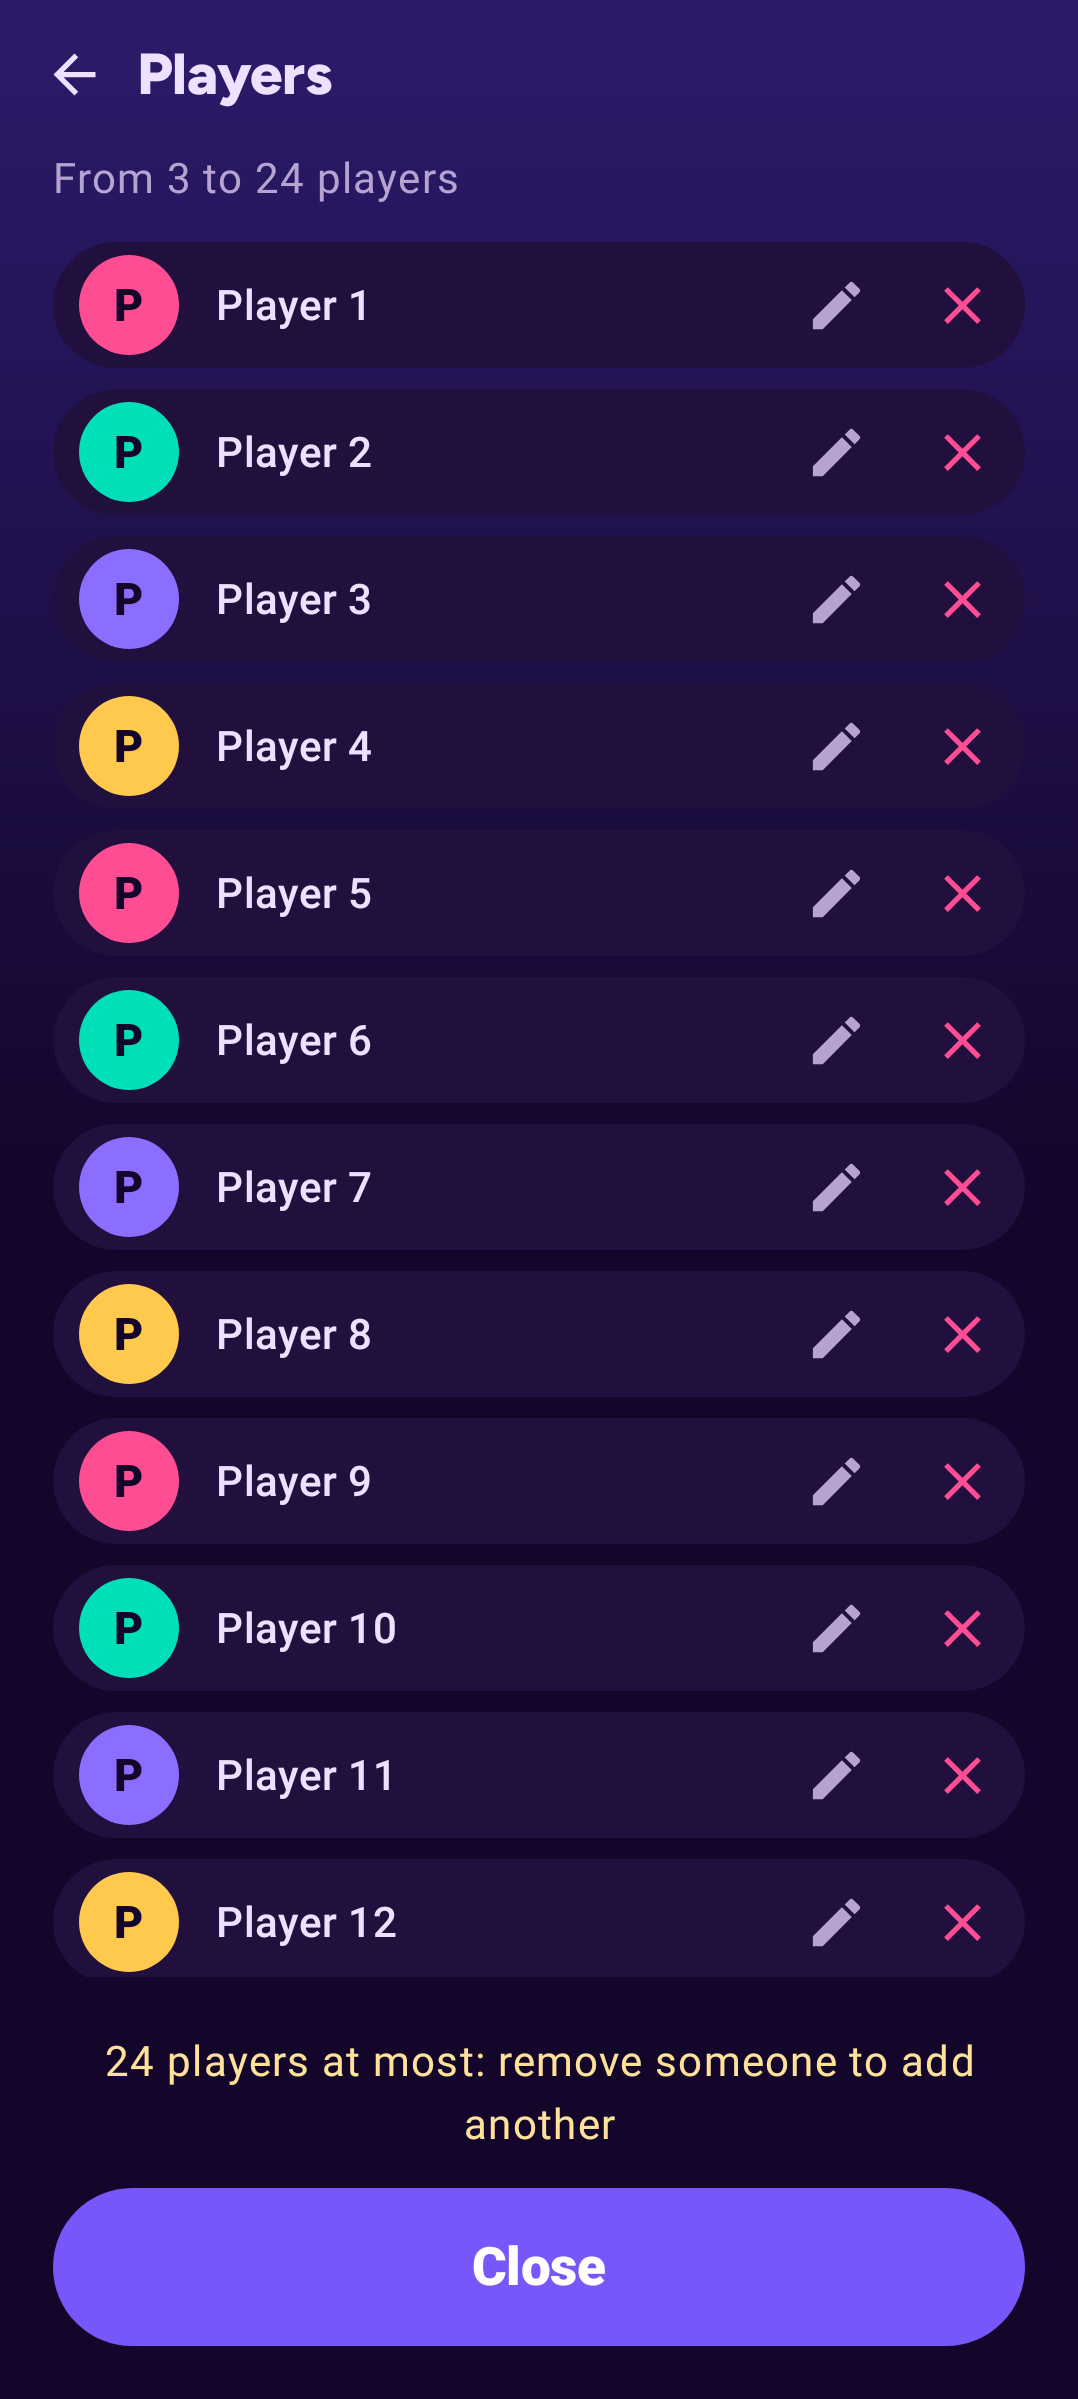 Players
From 3 to 24 players
P Player 1
P Player 2
P Player 3
P Player 4
P Player 5
P Player 6
P Player 7
P Player 8
P Player 9
P Player 10
P Player 11
P Player 12
24 players at most: remove someone to add
another
Close